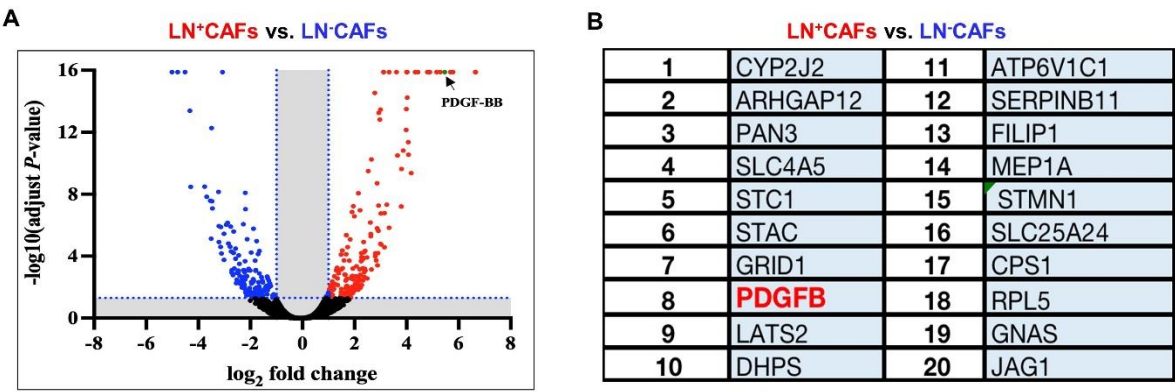 A
LN⁺CAFs vs. LN⁻CAFs
16
12
8
4
0
-log10(adjust P-value)
PDGF-BB
-8 -6 -4 -2 0 2 4 6 8
log₂ fold change
B
LN⁺CAFs vs. LN⁻CAFs
1 CYP2J2 11 ATP6V1C1
2 ARHGAP12 12 SERPINB11
3 PAN3 13 FILIP1
4 SLC4A5 14 MEP1A
5 STC1 15 STMN1
6 STAC 16 SLC25A24
7 GRID1 17 CPS1
8 PDGFB 18 RPL5
9 LATS2 19 GNAS
10 DHPS 20 JAG1